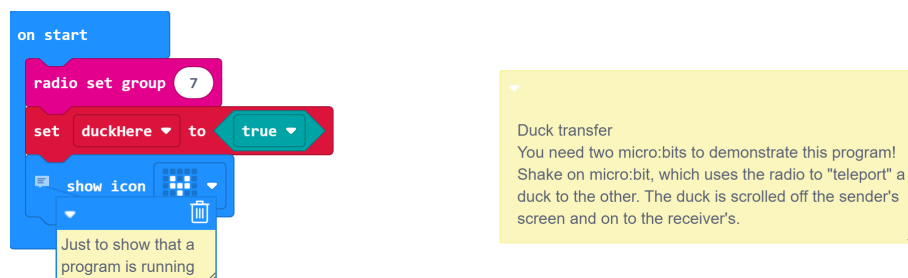 on start
radio set group 7
set duckHere to true
show icon
Just to show that a
program is running
Duck transfer
You need two micro:bits to demonstrate this program!
Shake on micro:bit, which uses the radio to "teleport" a
duck to the other. The duck is scrolled off the sender's
screen and on to the receiver's.